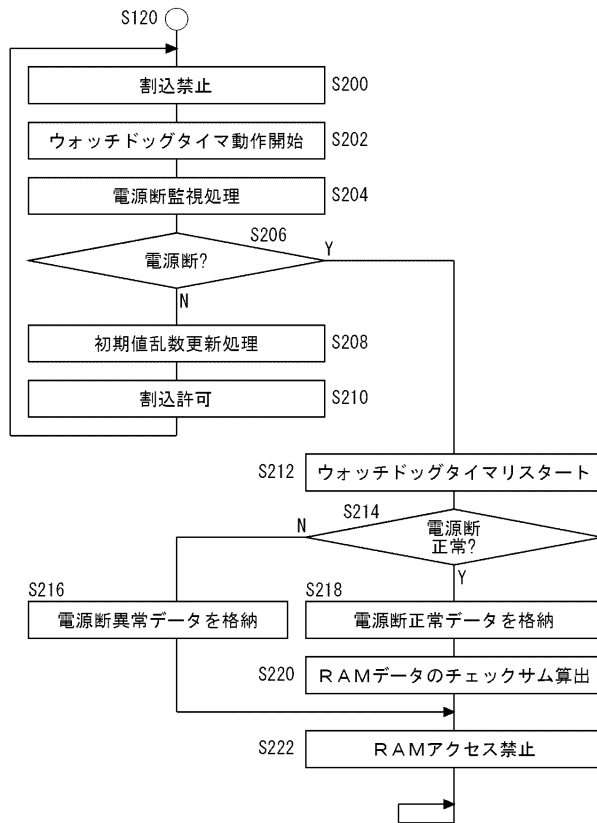 S120
割込禁止 S200
ウォッチドッグタイマ動作開始 S202
電源断監視処理 S204
S206
電源断? Y
N
初期値乱数更新処理 S208
割込許可 S210
S212 ウォッチドッグタイマリスタート
S214
N
電源断
正常?
Y
S216
電源断異常データを格納
S218
電源断正常データを格納
S220 RAMデータのチェックサム算出
S222 RAMアクセス禁止